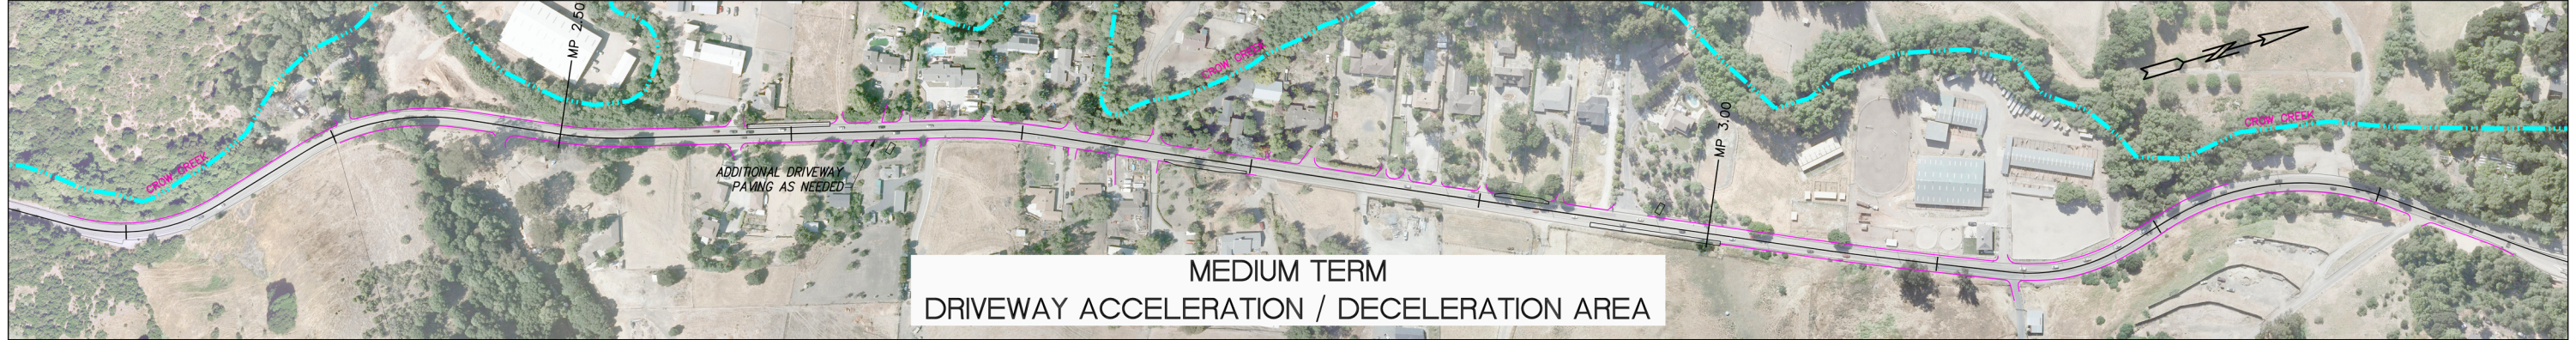 MP 2.50
CROW CREEK
CROW CREEK
MP 3.00
CROW CREEK
ADDITIONAL DRIVEWAY
PAVING AS NEEDED
MEDIUM TERM
DRIVEWAY ACCELERATION / DECELERATION AREA